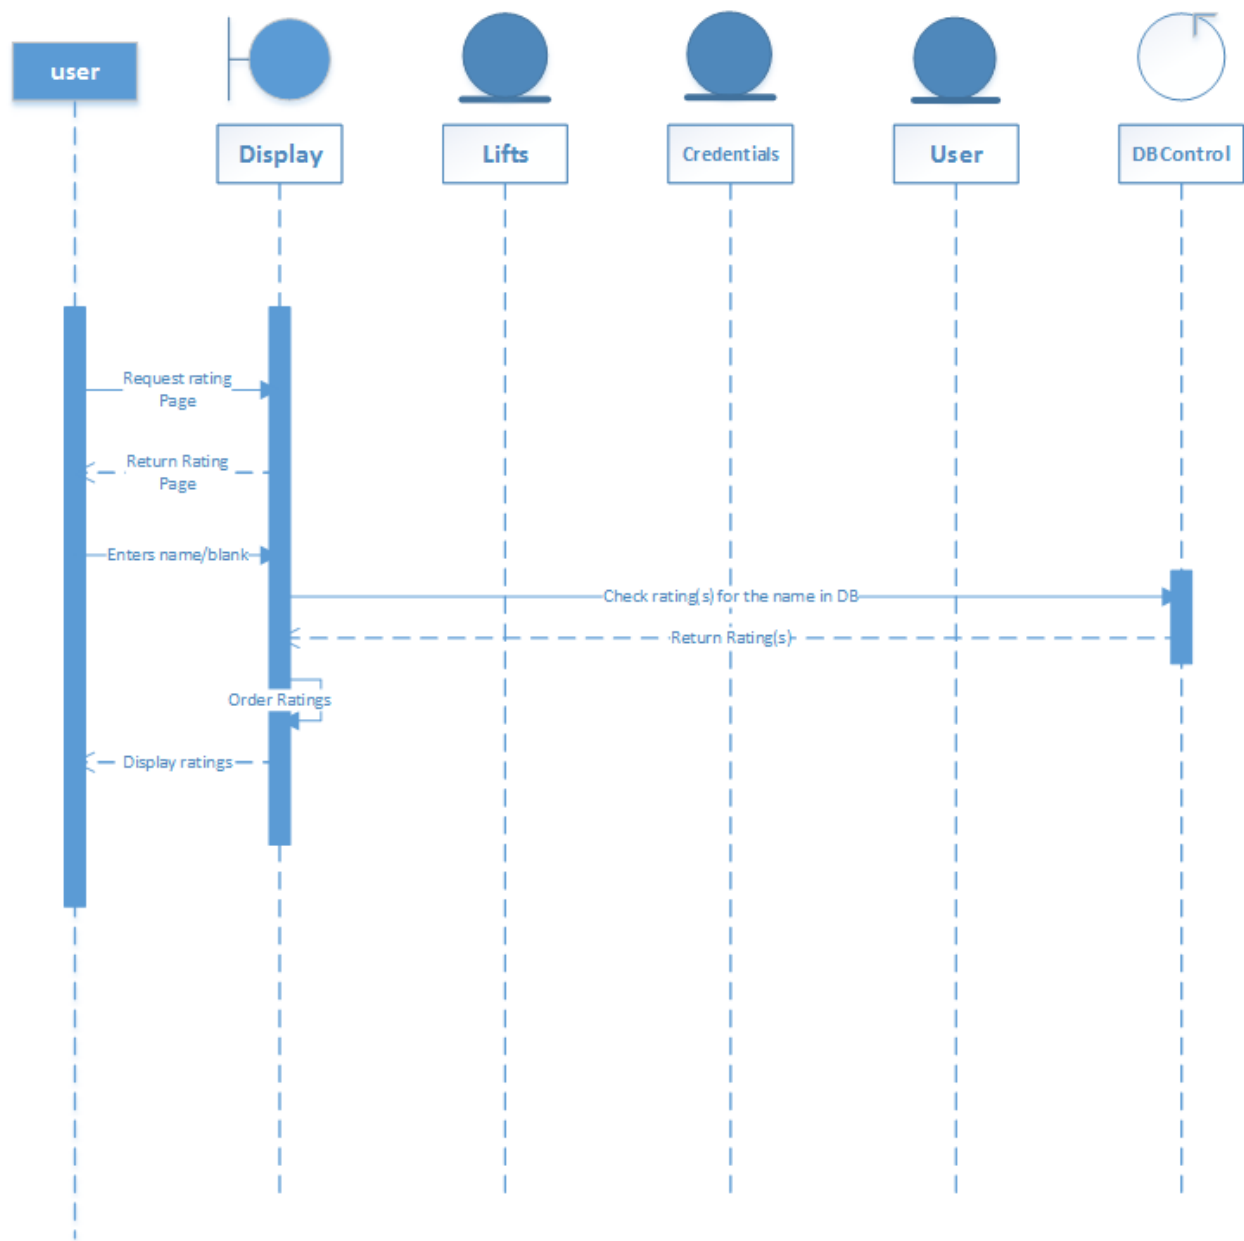 user
Display
Lifts
Credentials
User
DBControl
Request rating
Page
Return Rating
Page
Enters name/blank
Check rating(s) for the name in DB
Return Rating(s)
Order Ratings
Display ratings